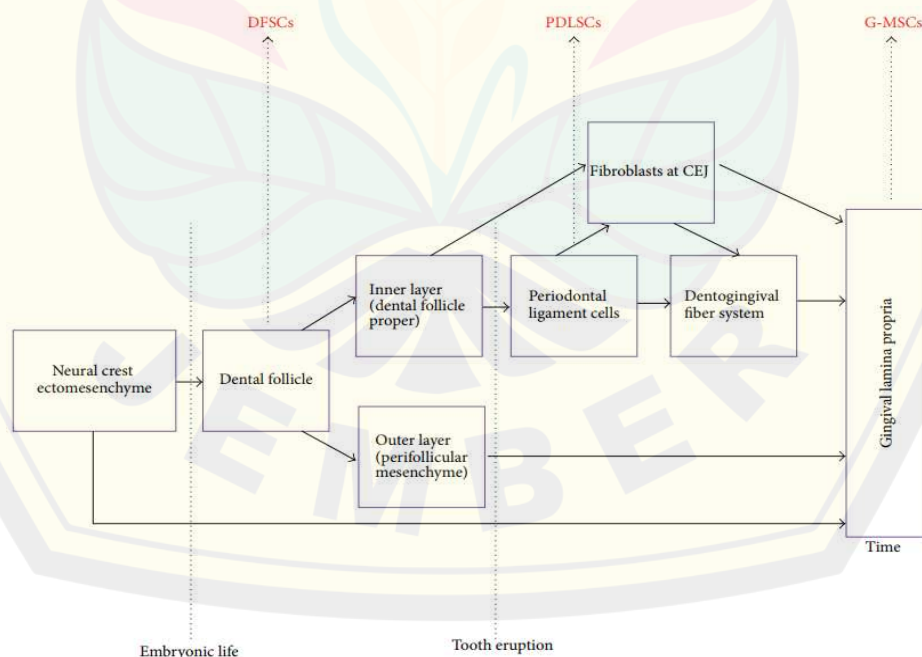 DFSCs
PDLSCs
G-MSCs
Fibroblasts at CEJ
Inner layer
(dental follicle
proper)
Periodontal
ligament cells
Dentogingival
fiber system
Neural crest
ectomesenchyme
Dental follicle
Outer layer
(perifollicular
mesenchyme)
Gingival lamina propria
Time
Embryonic life
Tooth eruption
JEMBER